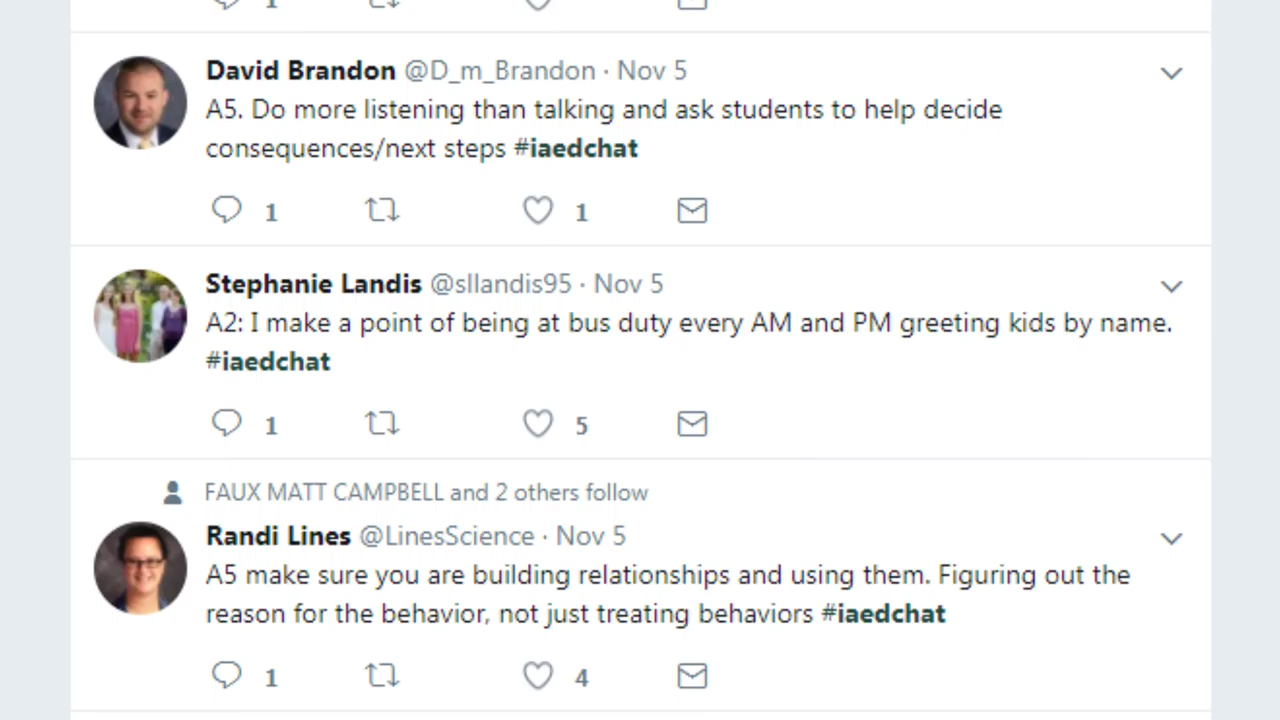 1
David Brandon @D_m_Brandon · Nov 5
A5. Do more listening than talking and ask students to help decide
consequences/next steps #iaedchat
1 1
Stephanie Landis @sllandis95 · Nov 5
A2: I make a point of being at bus duty every AM and PM greeting kids by name.
#iaedchat
1 5
FAUX MATT CAMPBELL and 2 others follow
Randi Lines @LinesScience · Nov 5
A5 make sure you are building relationships and using them. Figuring out the
reason for the behavior, not just treating behaviors #iaedchat
1 4